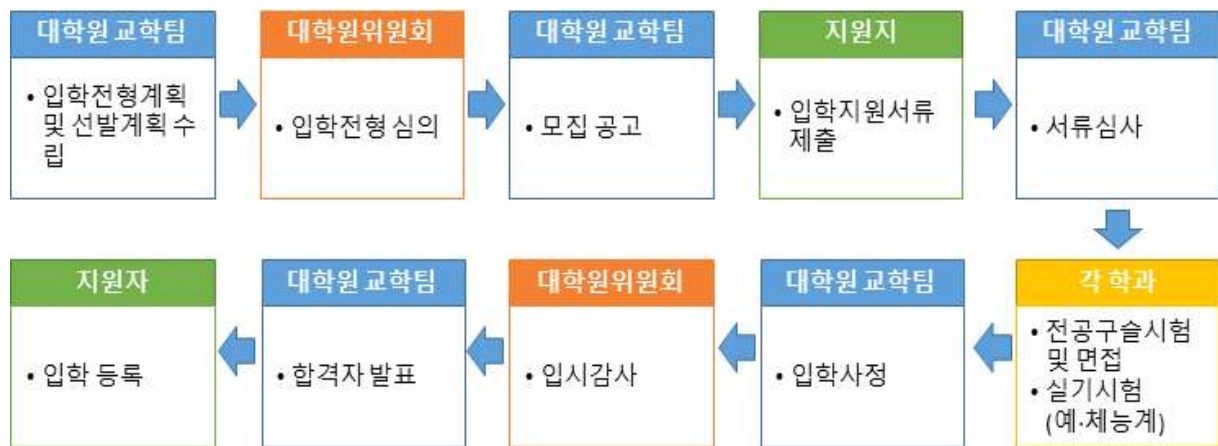 대학원 교학팀
• 입학전형계획
및 선발계획 수
립
대학원위원회
• 입학전형 심의
대학원 교학팀
• 모집 공고
지원지
• 입학지원서류
제출
대학원 교학팀
• 서류심사
각 학과
• 전공구술시험
및 면접
• 실기시험
(예·체능계)
대학원 교학팀
• 입학사정
대학원위원회
• 입시감사
대학원 교학팀
• 합격자 발표
지원자
• 입학 등록